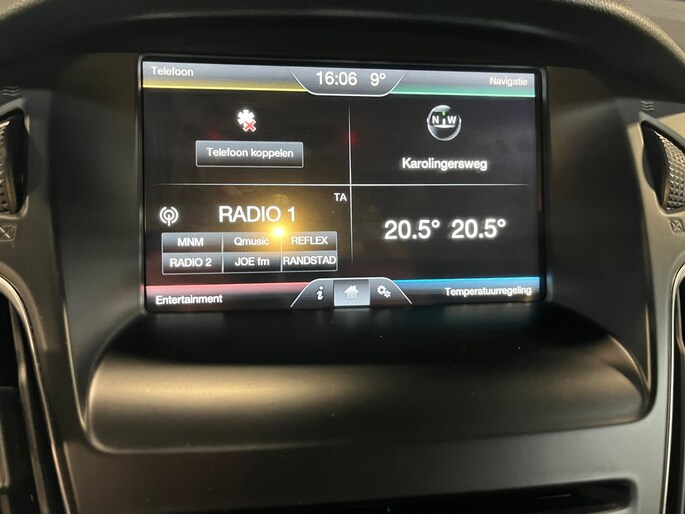 Telefoon
16:06 9°
Navigatie
Telefoon koppelen
N W
Karolingersweg
TA
RADIO 1
MNM Qmusic REFLEX
RADIO 2 JOE fm RANDSTAD
20.5° 20.5°
Entertainment
i
Temperatuurregeling